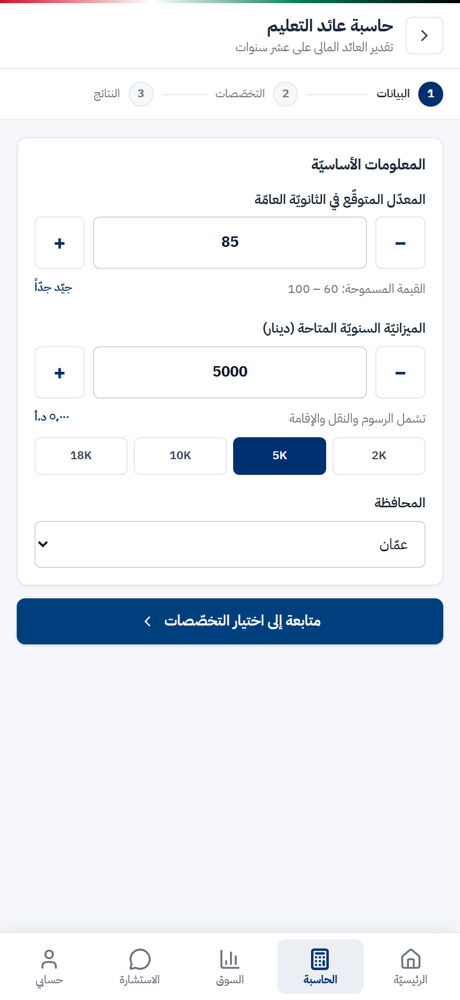 حاسبة عائد التعليم
تقدير العائد المالي على عشر سنوات
1 البيانات 2 التخصّصات 3 النتائج
المعلومات الأساسيّة
المعدّل المتوقّع في الثانويّة العامّة
− 85 +
القيمة المسموحة: 60 – 100 جيّد جدّاً
الميزانيّة السنويّة المتاحة (دينار)
− 5000 +
تشمل الرسوم والنقل والإقامة ٥٬٠٠٠ د.أ
2K 5K 10K 18K
المحافظة
عمّان
متابعة إلى اختيار التخصّصات
الرئيسيّة الحاسبة السوق الاستشارة حسابي